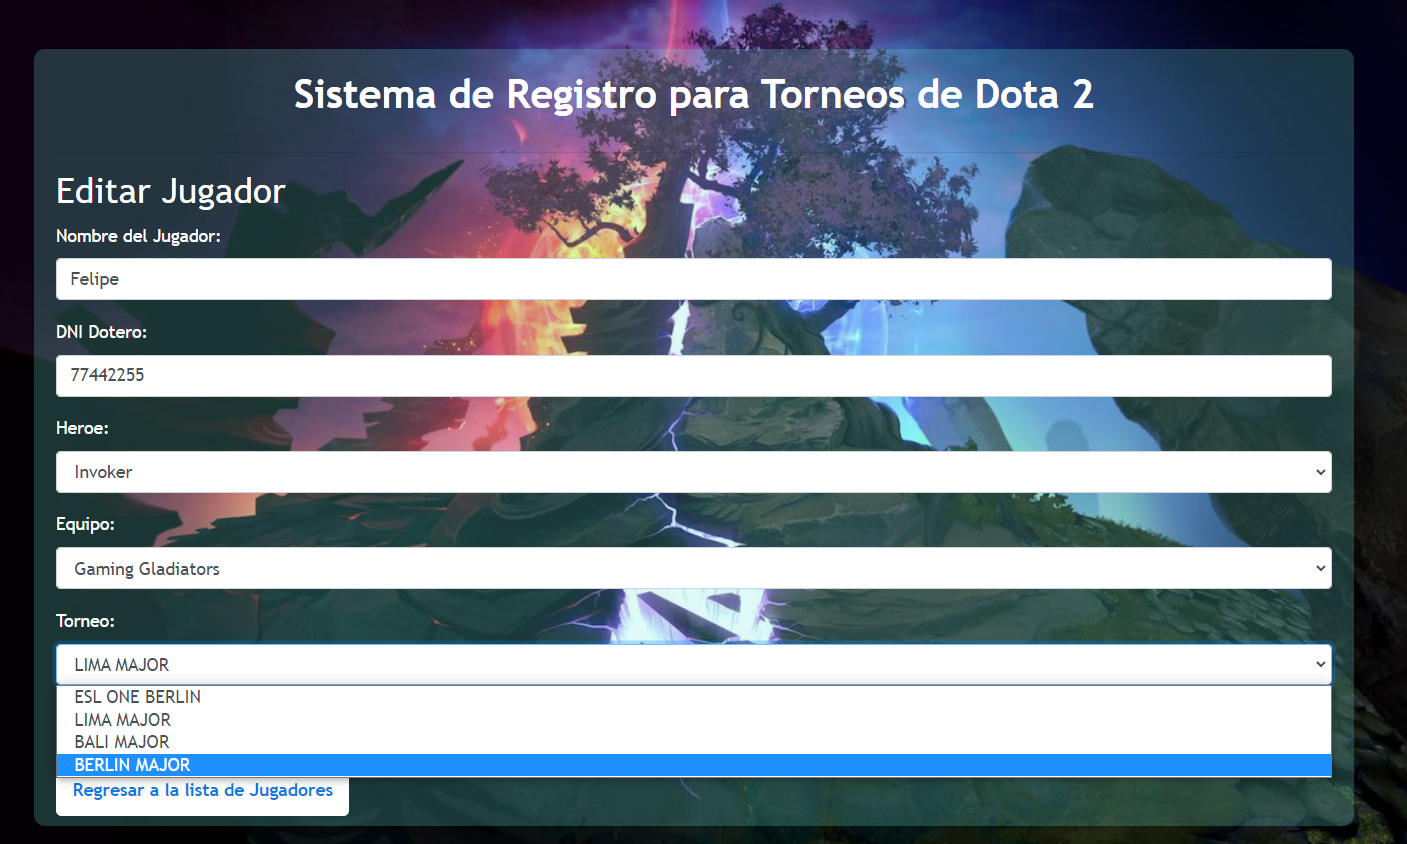 Sistema de Registro para Torneos de Dota 2
Editar Jugador
Nombre del Jugador:
Felipe
DNI Dotero:
77442255
Heroe:
Invoker
Equipo:
Gaming Gladiators
Torneo:
LIMA MAJOR
ESL ONE BERLIN
LIMA MAJOR
BALI MAJOR
BERLIN MAJOR
Regresar a la lista de Jugadores